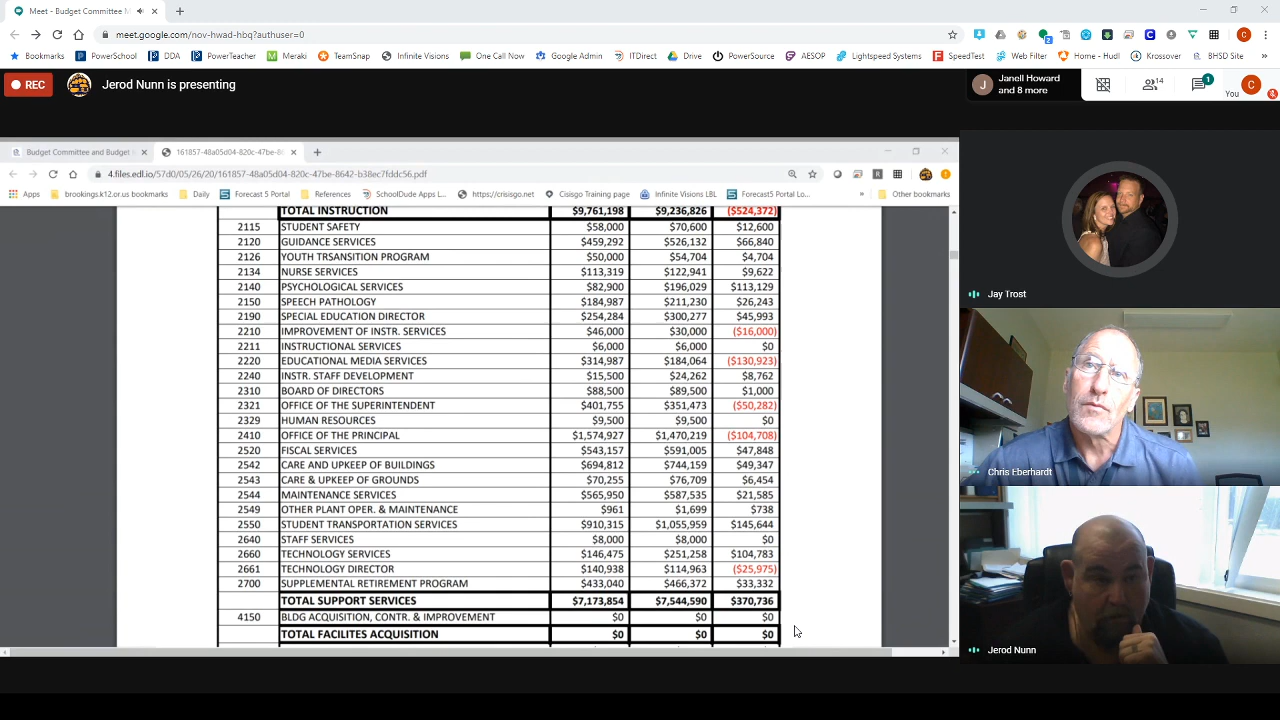 Meet - Budget Committee M
meet.google.com/nov-hwad-hbq?authuser=0
Bookmarks PowerSchool DDA PowerTeacher Meraki TeamSnap Infinite Visions One Call Now Google Admin ITDirect Drive PowerSource AESOP Lightspeed Systems SpeedTest Web Filter Home - Hudl Krossover BHSD Site »
REC Jerod Nunn is presenting
Janell Howard
and 8 more
14
1
You
C
Budget Committee and Budget
161857-48a05d04-820c-47be-8
4.files.edl.io/57d0/05/26/20/161857-48a05d04-820c-47be-8642-b38ec7fddc56.pdf
Apps brookings.k12.or.us bookmarks Daily Forecast 5 Portal References SchoolDude Apps L... https://crisisgo.net Cisisgo Training page Infinite Visions LBL Forecast5 Portal Lo... » Other bookmarks
TOTAL INSTRUCTION $9,761,198 $9,236,826 ($524,372)
2115 STUDENT SAFETY $58,000 $70,600 $12,600
2120 GUIDANCE SERVICES $459,292 $526,132 $66,840
2126 YOUTH TRSANSITION PROGRAM $50,000 $54,704 $4,704
2134 NURSE SERVICES $113,319 $122,941 $9,622
2140 PSYCHOLOGICAL SERVICES $82,900 $196,029 $113,129
2150 SPEECH PATHOLOGY $184,987 $211,230 $26,243
2190 SPECIAL EDUCATION DIRECTOR $254,284 $300,277 $45,993
2210 IMPROVEMENT OF INSTR. SERVICES $46,000 $30,000 ($16,000)
2211 INSTRUCTIONAL SERVICES $6,000 $6,000 $0
2220 EDUCATIONAL MEDIA SERVICES $314,987 $184,064 ($130,923)
2240 INSTR. STAFF DEVELOPMENT $15,500 $24,262 $8,762
2310 BOARD OF DIRECTORS $88,500 $89,500 $1,000
2321 OFFICE OF THE SUPERINTENDENT $401,755 $351,473 ($50,282)
2329 HUMAN RESOURCES $9,500 $9,500 $0
2410 OFFICE OF THE PRINCIPAL $1,574,927 $1,470,219 ($104,708)
2520 FISCAL SERVICES $543,157 $591,005 $47,848
2542 CARE AND UPKEEP OF BUILDINGS $694,812 $744,159 $49,347
2543 CARE & UPKEEP OF GROUNDS $70,255 $76,709 $6,454
2544 MAINTENANCE SERVICES $565,950 $587,535 $21,585
2549 OTHER PLANT OPER. & MAINTENANCE $961 $1,699 $738
2550 STUDENT TRANSPORTATION SERVICES $910,315 $1,055,959 $145,644
2640 STAFF SERVICES $8,000 $8,000 $0
2660 TECHNOLOGY SERVICES $146,475 $251,258 $104,783
2661 TECHNOLOGY DIRECTOR $140,938 $114,963 ($25,975)
2700 SUPPLEMENTAL RETIREMENT PROGRAM $433,040 $466,372 $33,332
TOTAL SUPPORT SERVICES $7,173,854 $7,544,590 $370,736
4150 BLDG ACQUISITION, CONTR. & IMPROVEMENT $0 $0 $0
TOTAL FACILITES ACQUISITION $0 $0 $0
Jay Trost
Chris Eberhardt
Jerod Nunn